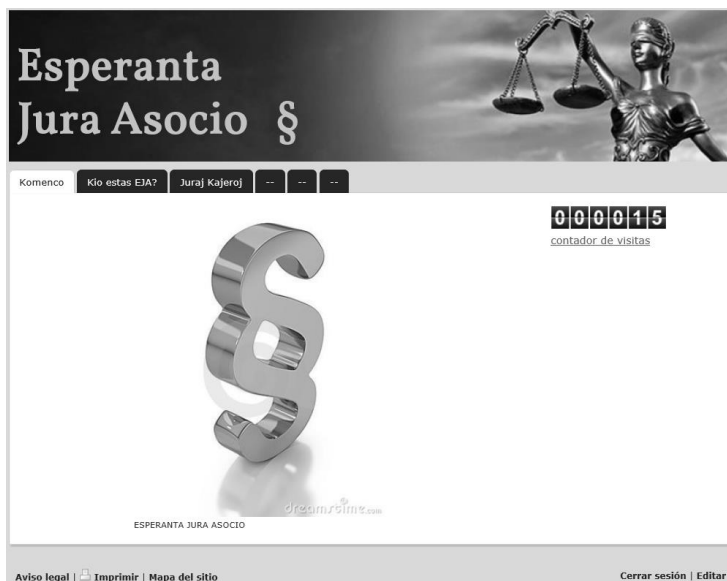 Esperanta
Jura Asocio §
Komenco Kio estas EJA? Juraj Kajeroj -- -- --
000015
contador de visitas
dreamstime.com
ESPERANTA JURA ASOCIO
Aviso legal | Imprimir | Mapa del sitio Cerrar sesión | Editar